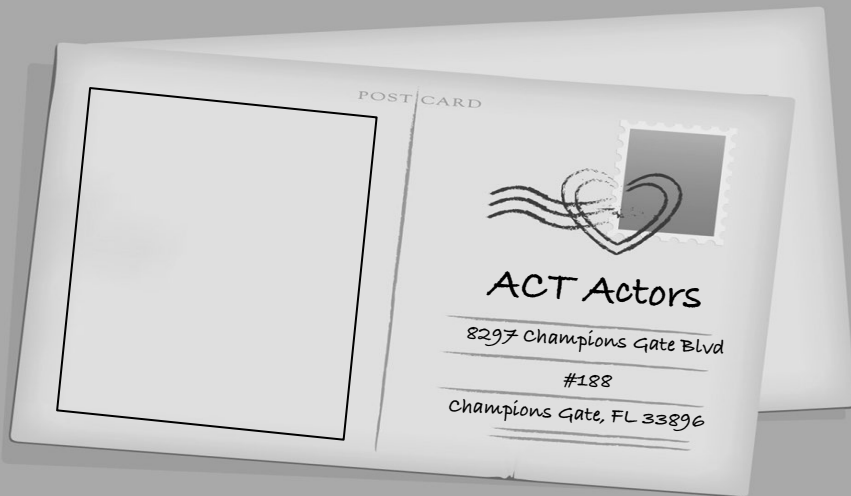 POST CARD
ACT Actors
8297 Champions Gate Blvd
#188
Champions Gate, FL 33896